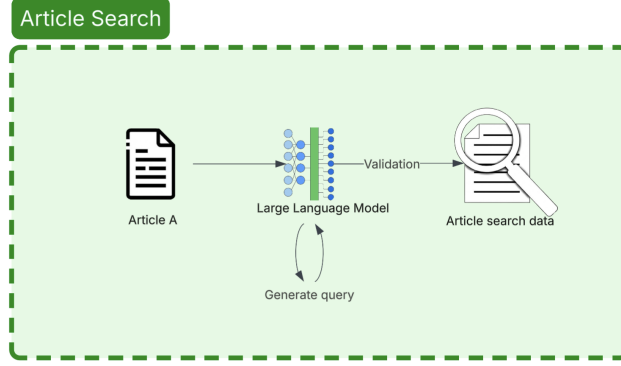 Article Search
Validation
Article A
Large Language Model
Article search data
Generate query